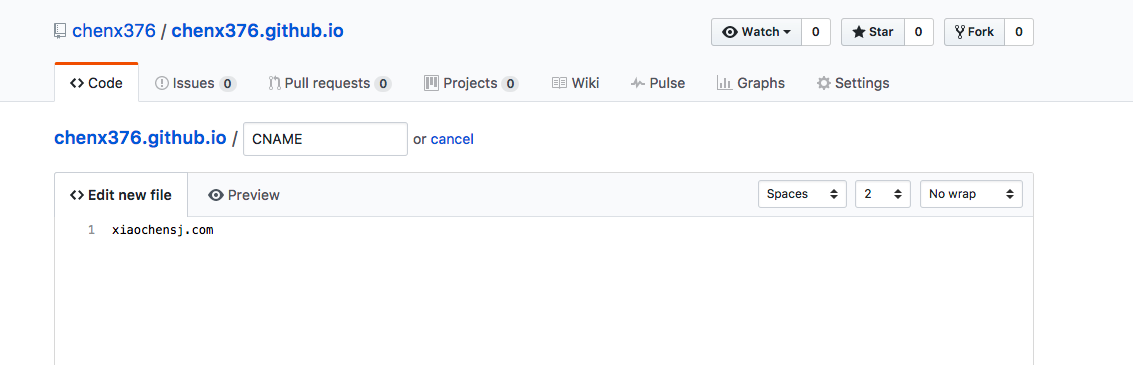 chenx376 / chenx376.github.io
Watch 0 Star 0 Fork 0
Code Issues 0 Pull requests 0 Projects 0 Wiki Pulse Graphs Settings
chenx376.github.io / CNAME or cancel
Edit new file Preview Spaces 2 No wrap
1 xiaochensj.com